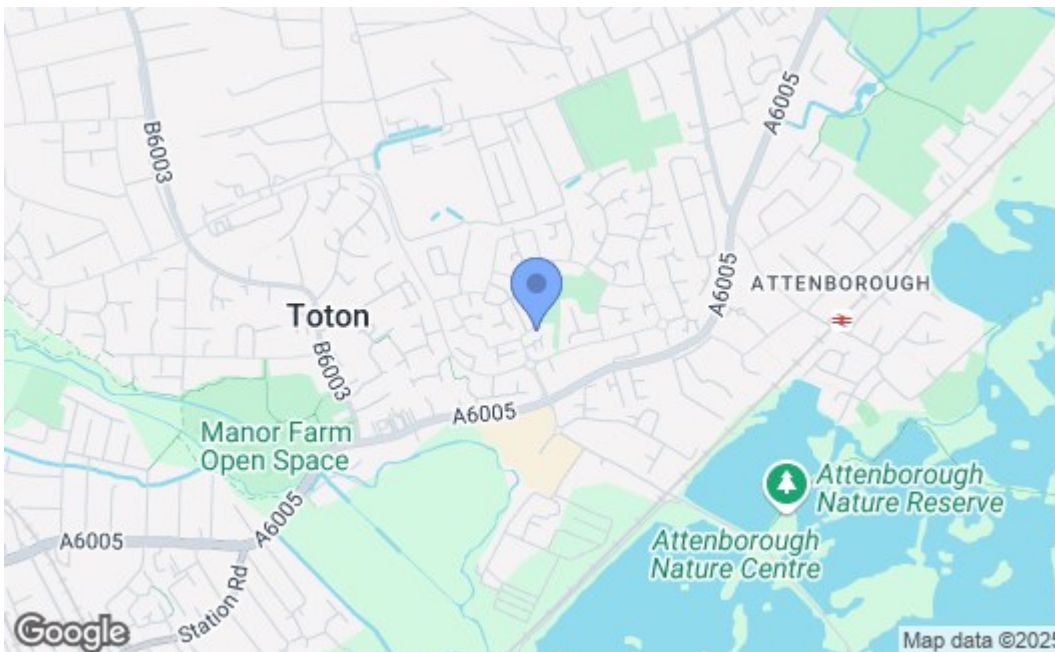 B6003
A6005
A6005
ATTENBOROUGH
Toton
B6003
A6005
Manor Farm
Open Space
Attenborough
Nature Reserve
A6005
A6005
Attenborough
Nature Centre
Station Rd
Google
Map data ©2025